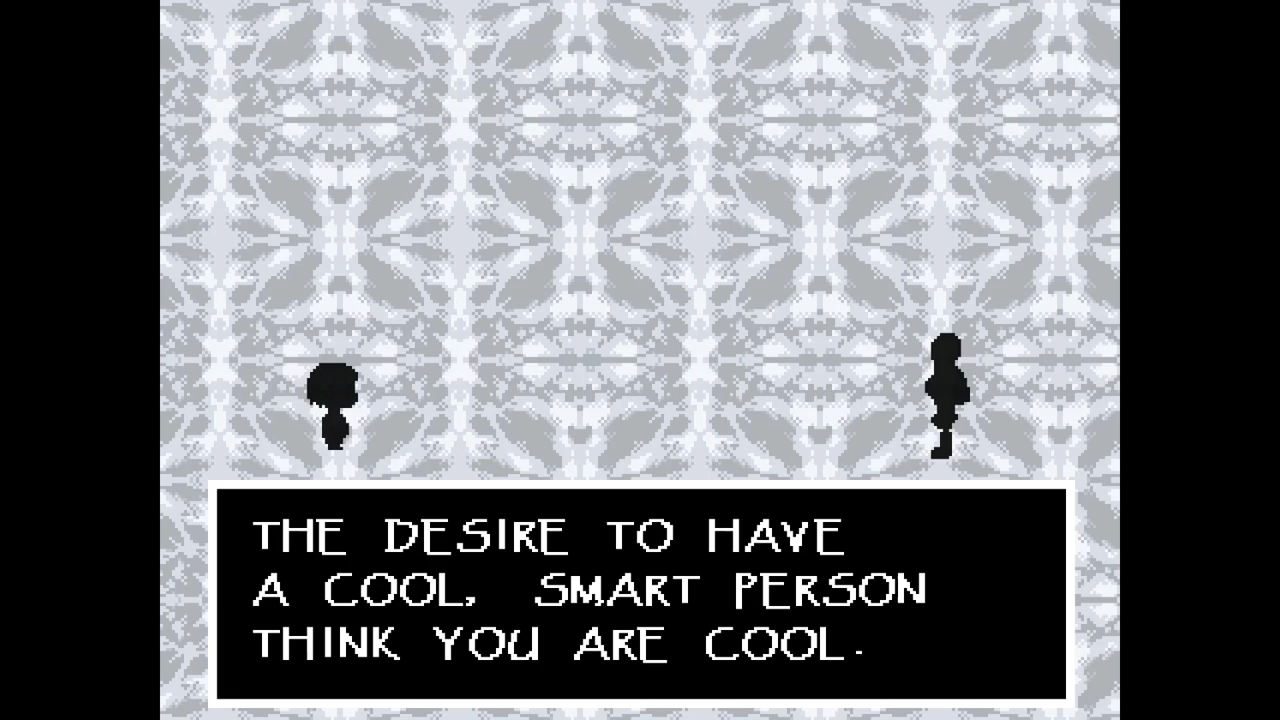 THE DESIRE TO HAVE
A COOL, SMART PERSON
THINK YOU ARE COOL.